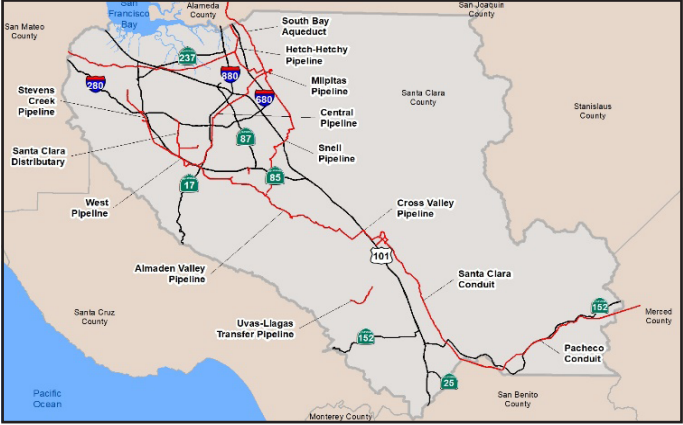 San
Francisco
Bay
Alameda
County
San Joaquin
County
San Mateo
County
South Bay
Aqueduct
Hetch-Hetchy
Pipeline
237
880
280
680
Milpitas
Pipeline
Stevens
Creek
Pipeline
Santa Clara
County
Stanislaus
County
Central
Pipeline
87
Santa Clara
Distributary
Snell
Pipeline
17
85
West
Pipeline
Cross Valley
Pipeline
101
Almaden Valley
Pipeline
Santa Clara
Conduit
Santa Cruz
County
Uvas-Llagas
Transfer Pipeline
152
152
Merced
County
Pacheco
Conduit
25
San Benito
County
Pacific
Ocean
Monterey County